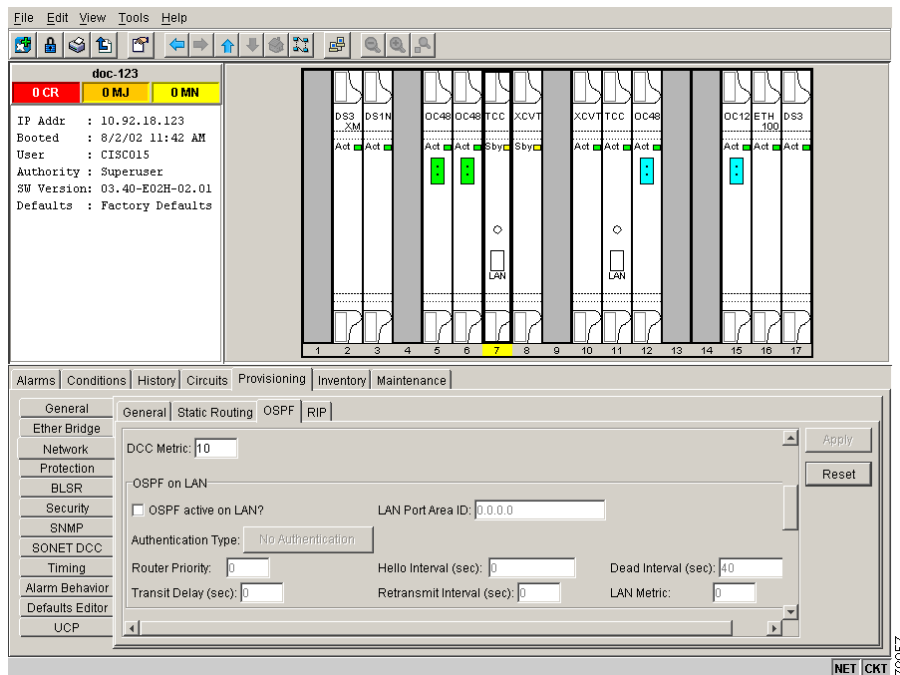 File Edit View Tools Help
doc-123
0 CR 0 MJ 0 MN
IP Addr : 10.92.18.123
Booted : 8/2/02 11:42 AM
User : CISCO15
Authority : Superuser
SW Version: 03.40-E02H-02.01
Defaults : Factory Defaults
DS3 XM DS1N OC48 OC48 TCC XCVT XCVT TCC OC48 OC12 ETH 100 DS3
Act Act Act Act Sby Sby Act Act Act Act Act Act
LAN LAN
1 2 3 4 5 6 7 8 9 10 11 12 13 14 15 16 17
Alarms Conditions History Circuits Provisioning Inventory Maintenance
General
Ether Bridge
Network
Protection
BLSR
Security
SNMP
SONET DCC
Timing
Alarm Behavior
Defaults Editor
UCP
General Static Routing OSPF RIP
DCC Metric: 10
OSPF on LAN
OSPF active on LAN? LAN Port Area ID: 0.0.0.0
Authentication Type: No Authentication
Router Priority: 0 Hello Interval (sec): 0 Dead Interval (sec): 40
Transit Delay (sec): 0 Retransmit Interval (sec): 0 LAN Metric: 0
Apply
Reset
NET CKT